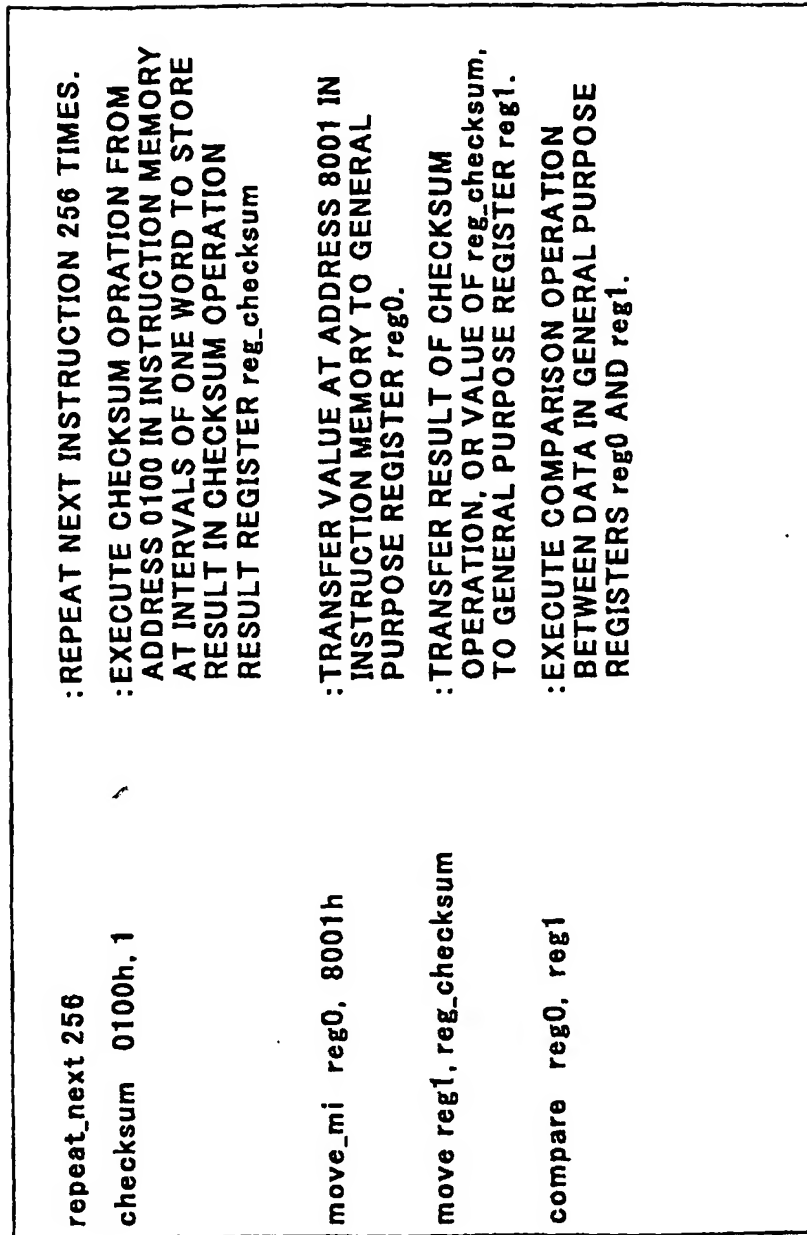 repeat_next 256 :REPEAT NEXT INSTRUCTION 256 TIMES.
checksum 0100h, 1 :EXECUTE CHECKSUM OPRATION FROM
ADDRESS 0100 IN INSTRUCTION MEMORY
AT INTERVALS OF ONE WORD TO STORE
RESULT IN CHECKSUM OPERATION
RESULT REGISTER reg_checksum
move_mi reg0, 8001h :TRANSFER VALUE AT ADDRESS 8001 IN
INSTRUCTION MEMORY TO GENERAL
PURPOSE REGISTER reg0.
move reg1, reg_checksum :TRANSFER RESULT OF CHECKSUM
OPERATION, OR VALUE OF reg_checksum,
TO GENERAL PURPOSE REGISTER reg1.
compare reg0, reg1 :EXECUTE COMPARISON OPERATION
BETWEEN DATA IN GENERAL PURPOSE
REGISTERS reg0 AND reg1.